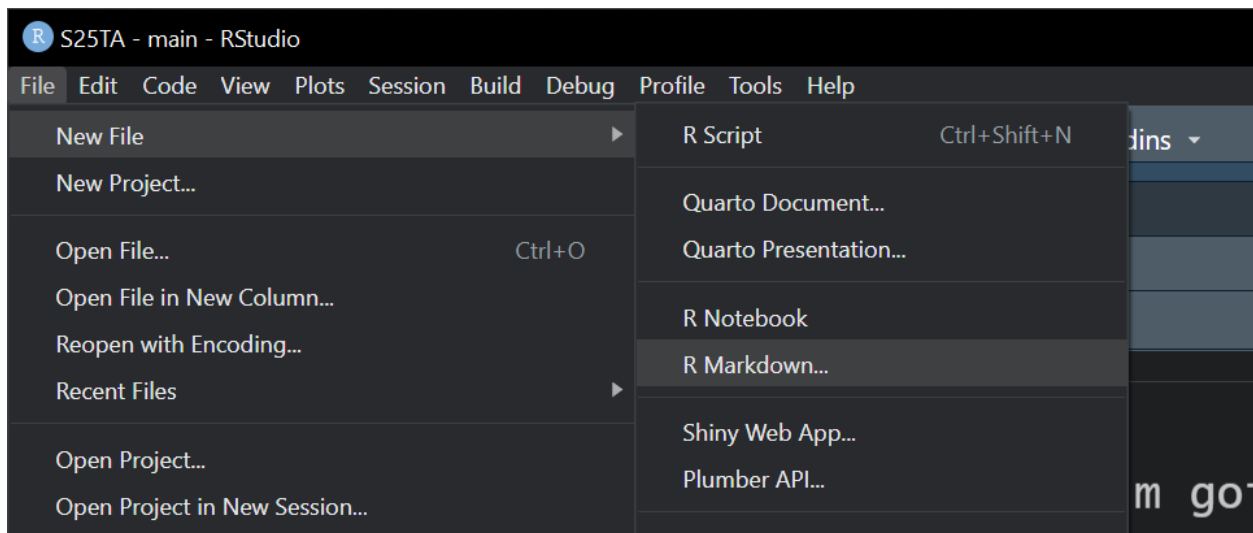 R S25TA - main - RStudio
File Edit Code View Plots Session Build Debug Profile Tools Help
New File
New Project...
Open File... Ctrl+O
Open File in New Column...
Reopen with Encoding...
Recent Files
Open Project...
Open Project in New Session...
R Script Ctrl+Shift+N
Quarto Document...
Quarto Presentation...
R Notebook
R Markdown...
Shiny Web App...
Plumber API...